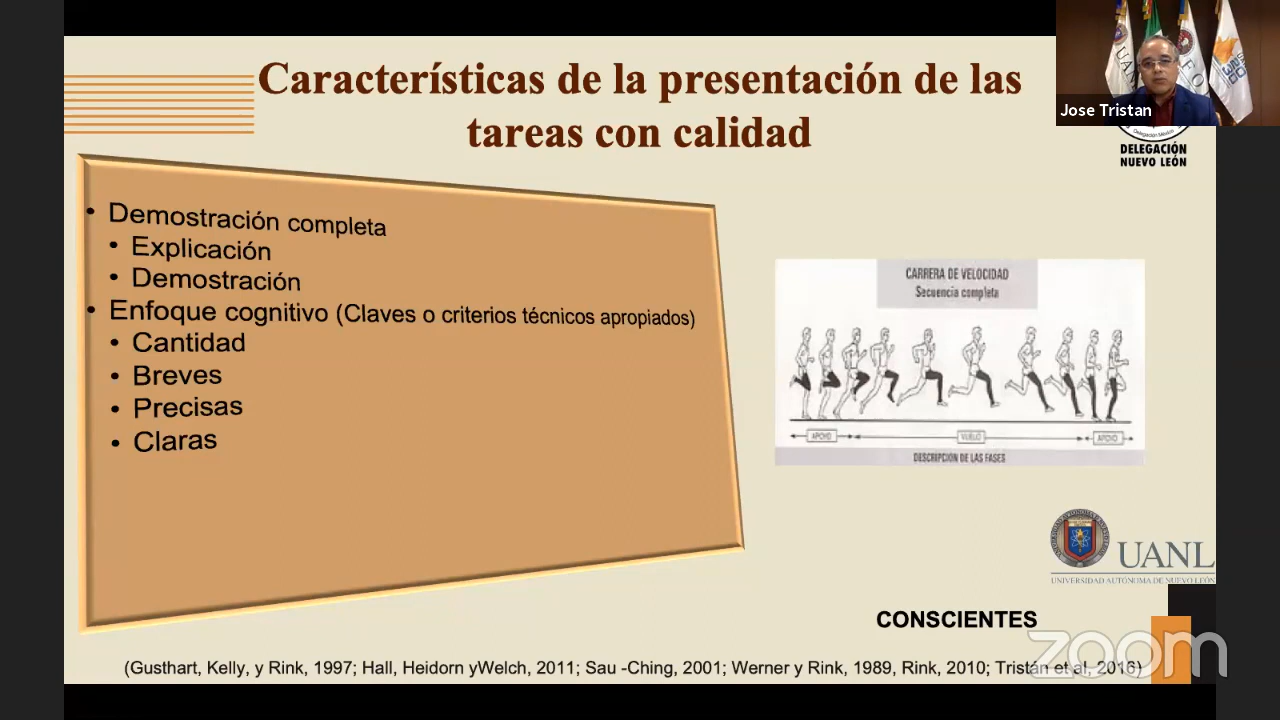 Características de la presentación de las
tareas con calidad
Jose Tristan
Delegación México
DELEGACIÓN
NUEVO LEÓN
• Demostración completa
• Explicación
• Demostración
• Enfoque cognitivo (Claves o criterios técnicos apropiados)
• Cantidad
• Breves
• Precisas
• Claras
CARRERA DE VELOCIDAD
Secuencia completa
APOYO
VUELO
APOYO
DESCRIPCION DE LAS FASES
UANL
UNIVERSIDAD AUTÓNOMA DE NUEVO LEÓN
CONSCIENTES
zoom
(Gusthart, Kelly, y Rink, 1997; Hall, Heidorn yWelch, 2011; Sau -Ching, 2001; Werner y Rink, 1989, Rink, 2010; Tristán et al, 2016)